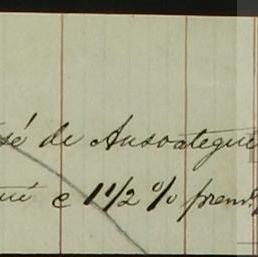 sé de Ansoategui
ué c 1 1/2 % prem.